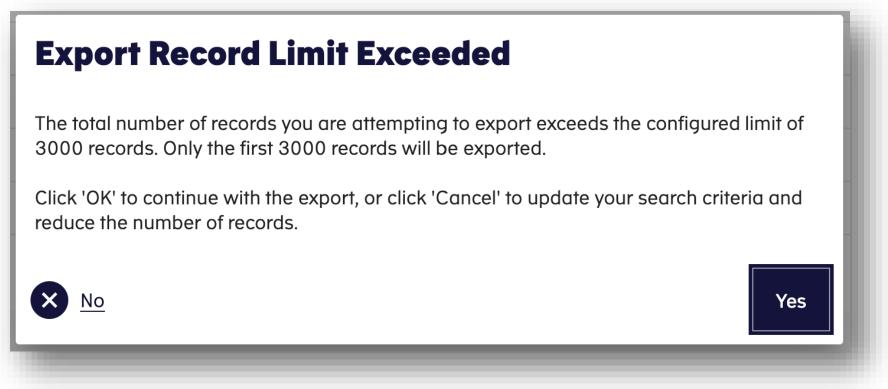 Export Record Limit Exceeded
The total number of records you are attempting to export exceeds the configured limit of
3000 records. Only the first 3000 records will be exported.
Click 'OK' to continue with the export, or click 'Cancel' to update your search criteria and
reduce the number of records.
No
Yes